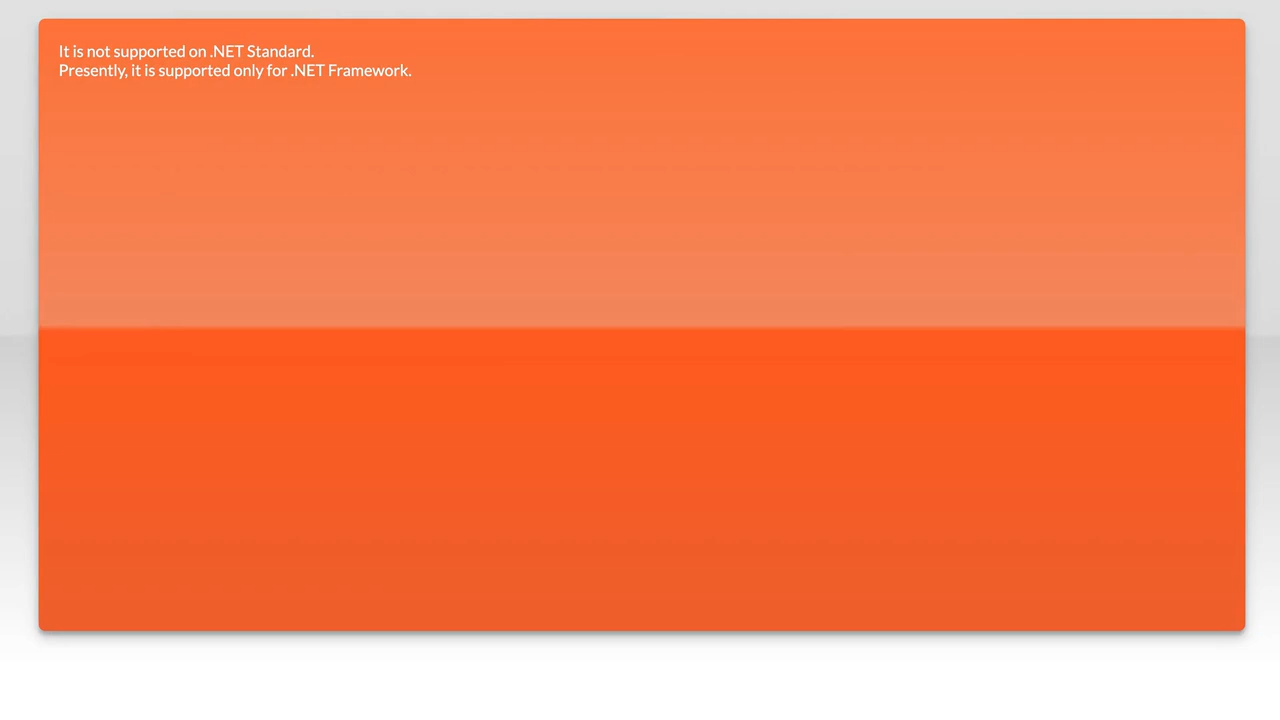 It is not supported on .NET Standard.
Presently, it is supported only for .NET Framework.